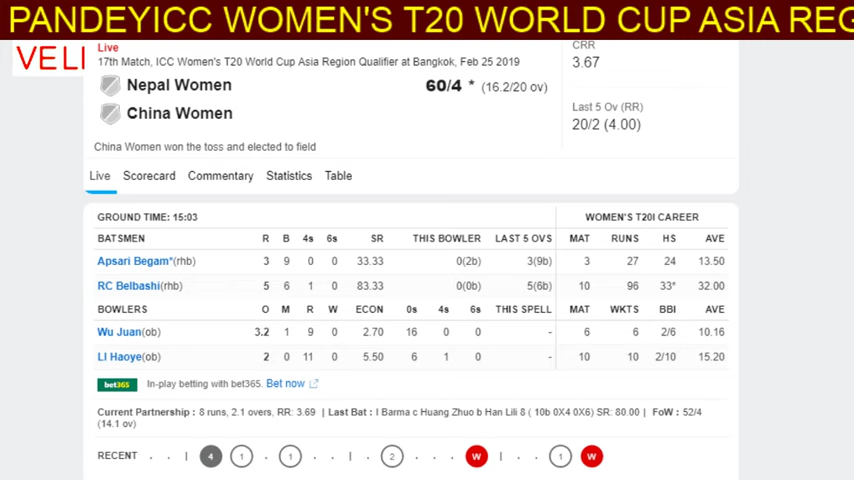 PANDEYICC WOMEN'S T20 WORLD CUP ASIA REG
VELI
Live
17th Match, ICC Women's T20 World Cup Asia Region Qualifier at Bangkok, Feb 25 2019
Nepal Women 60/4 * (16.2/20 ov)
China Women
China Women won the toss and elected to field
CRR
3.67
Last 5 Ov (RR)
20/2 (4.00)
Live Scorecard Commentary Statistics Table
GROUND TIME: 15:03 WOMEN'S T20I CAREER
BATSMEN R B 4s 6s SR THIS BOWLER LAST 5 OVS MAT RUNS HS AVE
Apsari Begam*(rhb) 3 9 0 0 33.33 0(2b) 3(9b) 3 27 24 13.50
RC Belbashi(rhb) 5 6 1 0 83.33 0(0b) 5(6b) 10 96 33* 32.00
BOWLERS O M R W ECON 0s 4s 6s THIS SPELL MAT WKTS BBI AVE
Wu Juan(ob) 3.2 1 9 0 2.70 16 0 0 - 6 6 2/6 10.16
LI Haoye(ob) 2 0 11 0 5.50 6 1 0 - 10 10 2/10 15.20
bet365 In-play betting with bet365. Bet now
Current Partnership : 8 runs, 2.1 overs, RR: 3.69 | Last Bat : I Barma c Huang Zhuo b Han Lili 8 ( 10b 0X4 0X6) SR: 80.00 | FoW : 52/4
(14.1 ov)
RECENT . . | 4 1 . 1 . . | . 2 . . W | . . 1 W